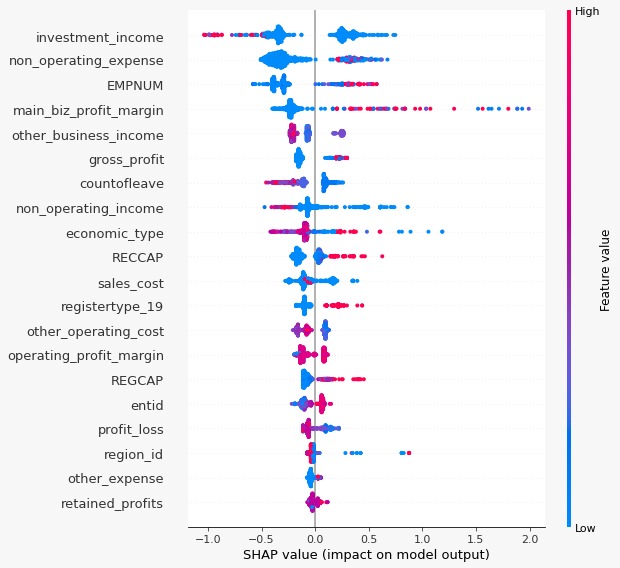 High
investment_income
non_operating_expense
EMPNUM
main_biz_profit_margin
other_business_income
gross_profit
countofleave
non_operating_income
economic_type
RECCAP
sales_cost
registertype_19
other_operating_cost
operating_profit_margin
REGCAP
entid
profit_loss
region_id
other_expense
retained_profits
Feature value
Low
−1.0 −0.5 0.0 0.5 1.0 1.5 2.0
SHAP value (impact on model output)